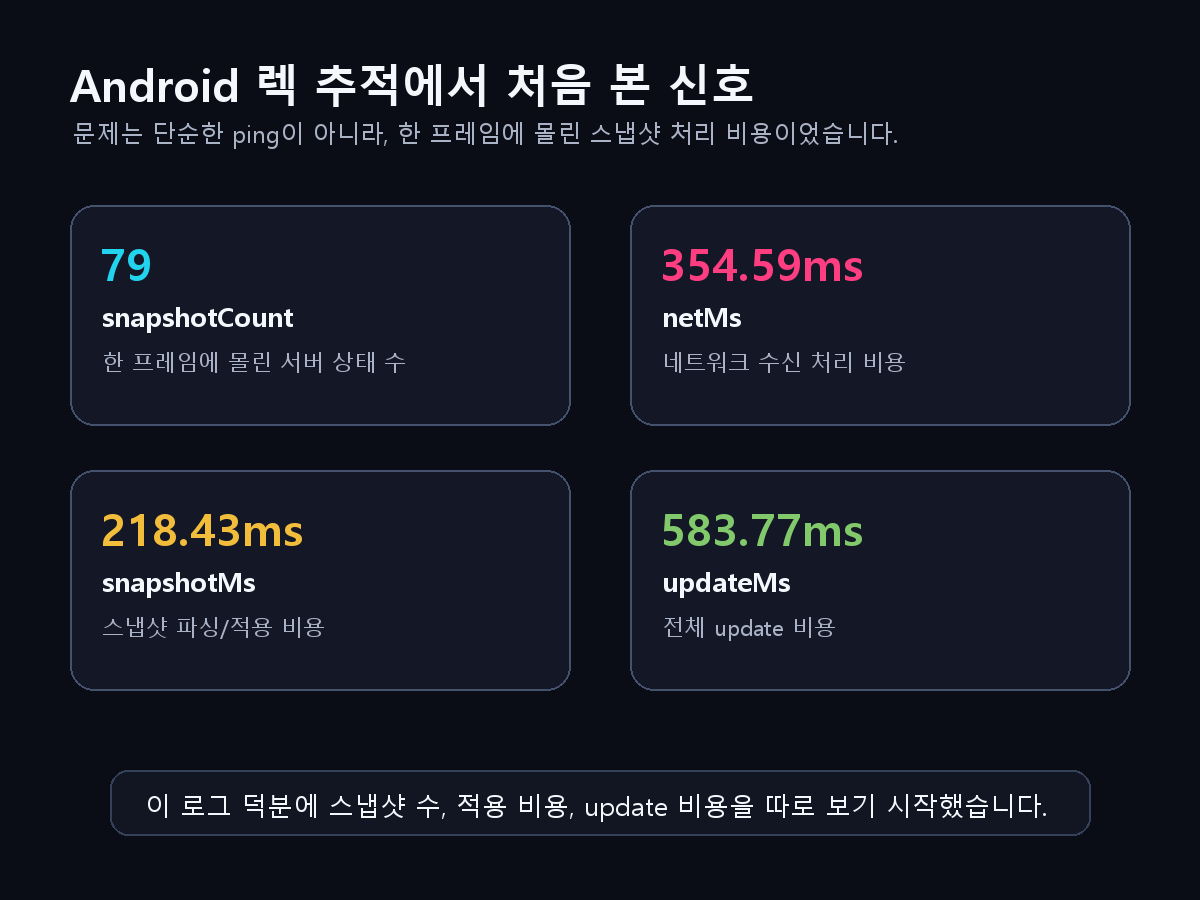 Android 렉 추적에서 처음 본 신호
문제는 단순한 ping이 아니라, 한 프레임에 몰린 스냅샷 처리 비용이었습니다.
79
snapshotCount
한 프레임에 몰린 서버 상태 수
354.59ms
netMs
네트워크 수신 처리 비용
218.43ms
snapshotMs
스냅샷 파싱/적용 비용
583.77ms
updateMs
전체 update 비용
이 로그 덕분에 스냅샷 수, 적용 비용, update 비용을 따로 보기 시작했습니다.